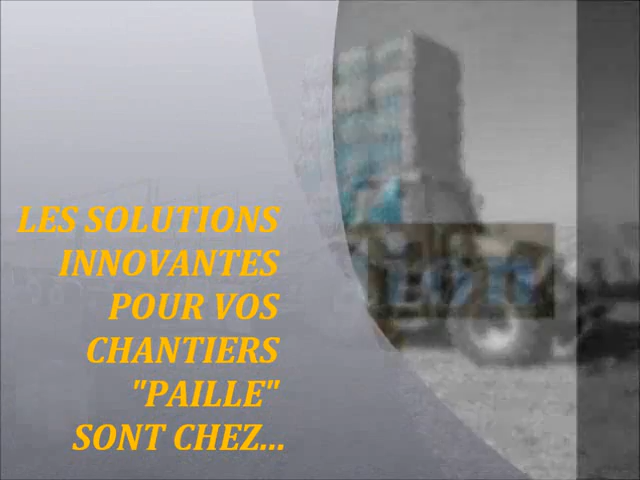 LES SOLUTIONS
INNOVANTES
POUR VOS
CHANTIERS
"PAILLE"
SONT CHEZ...